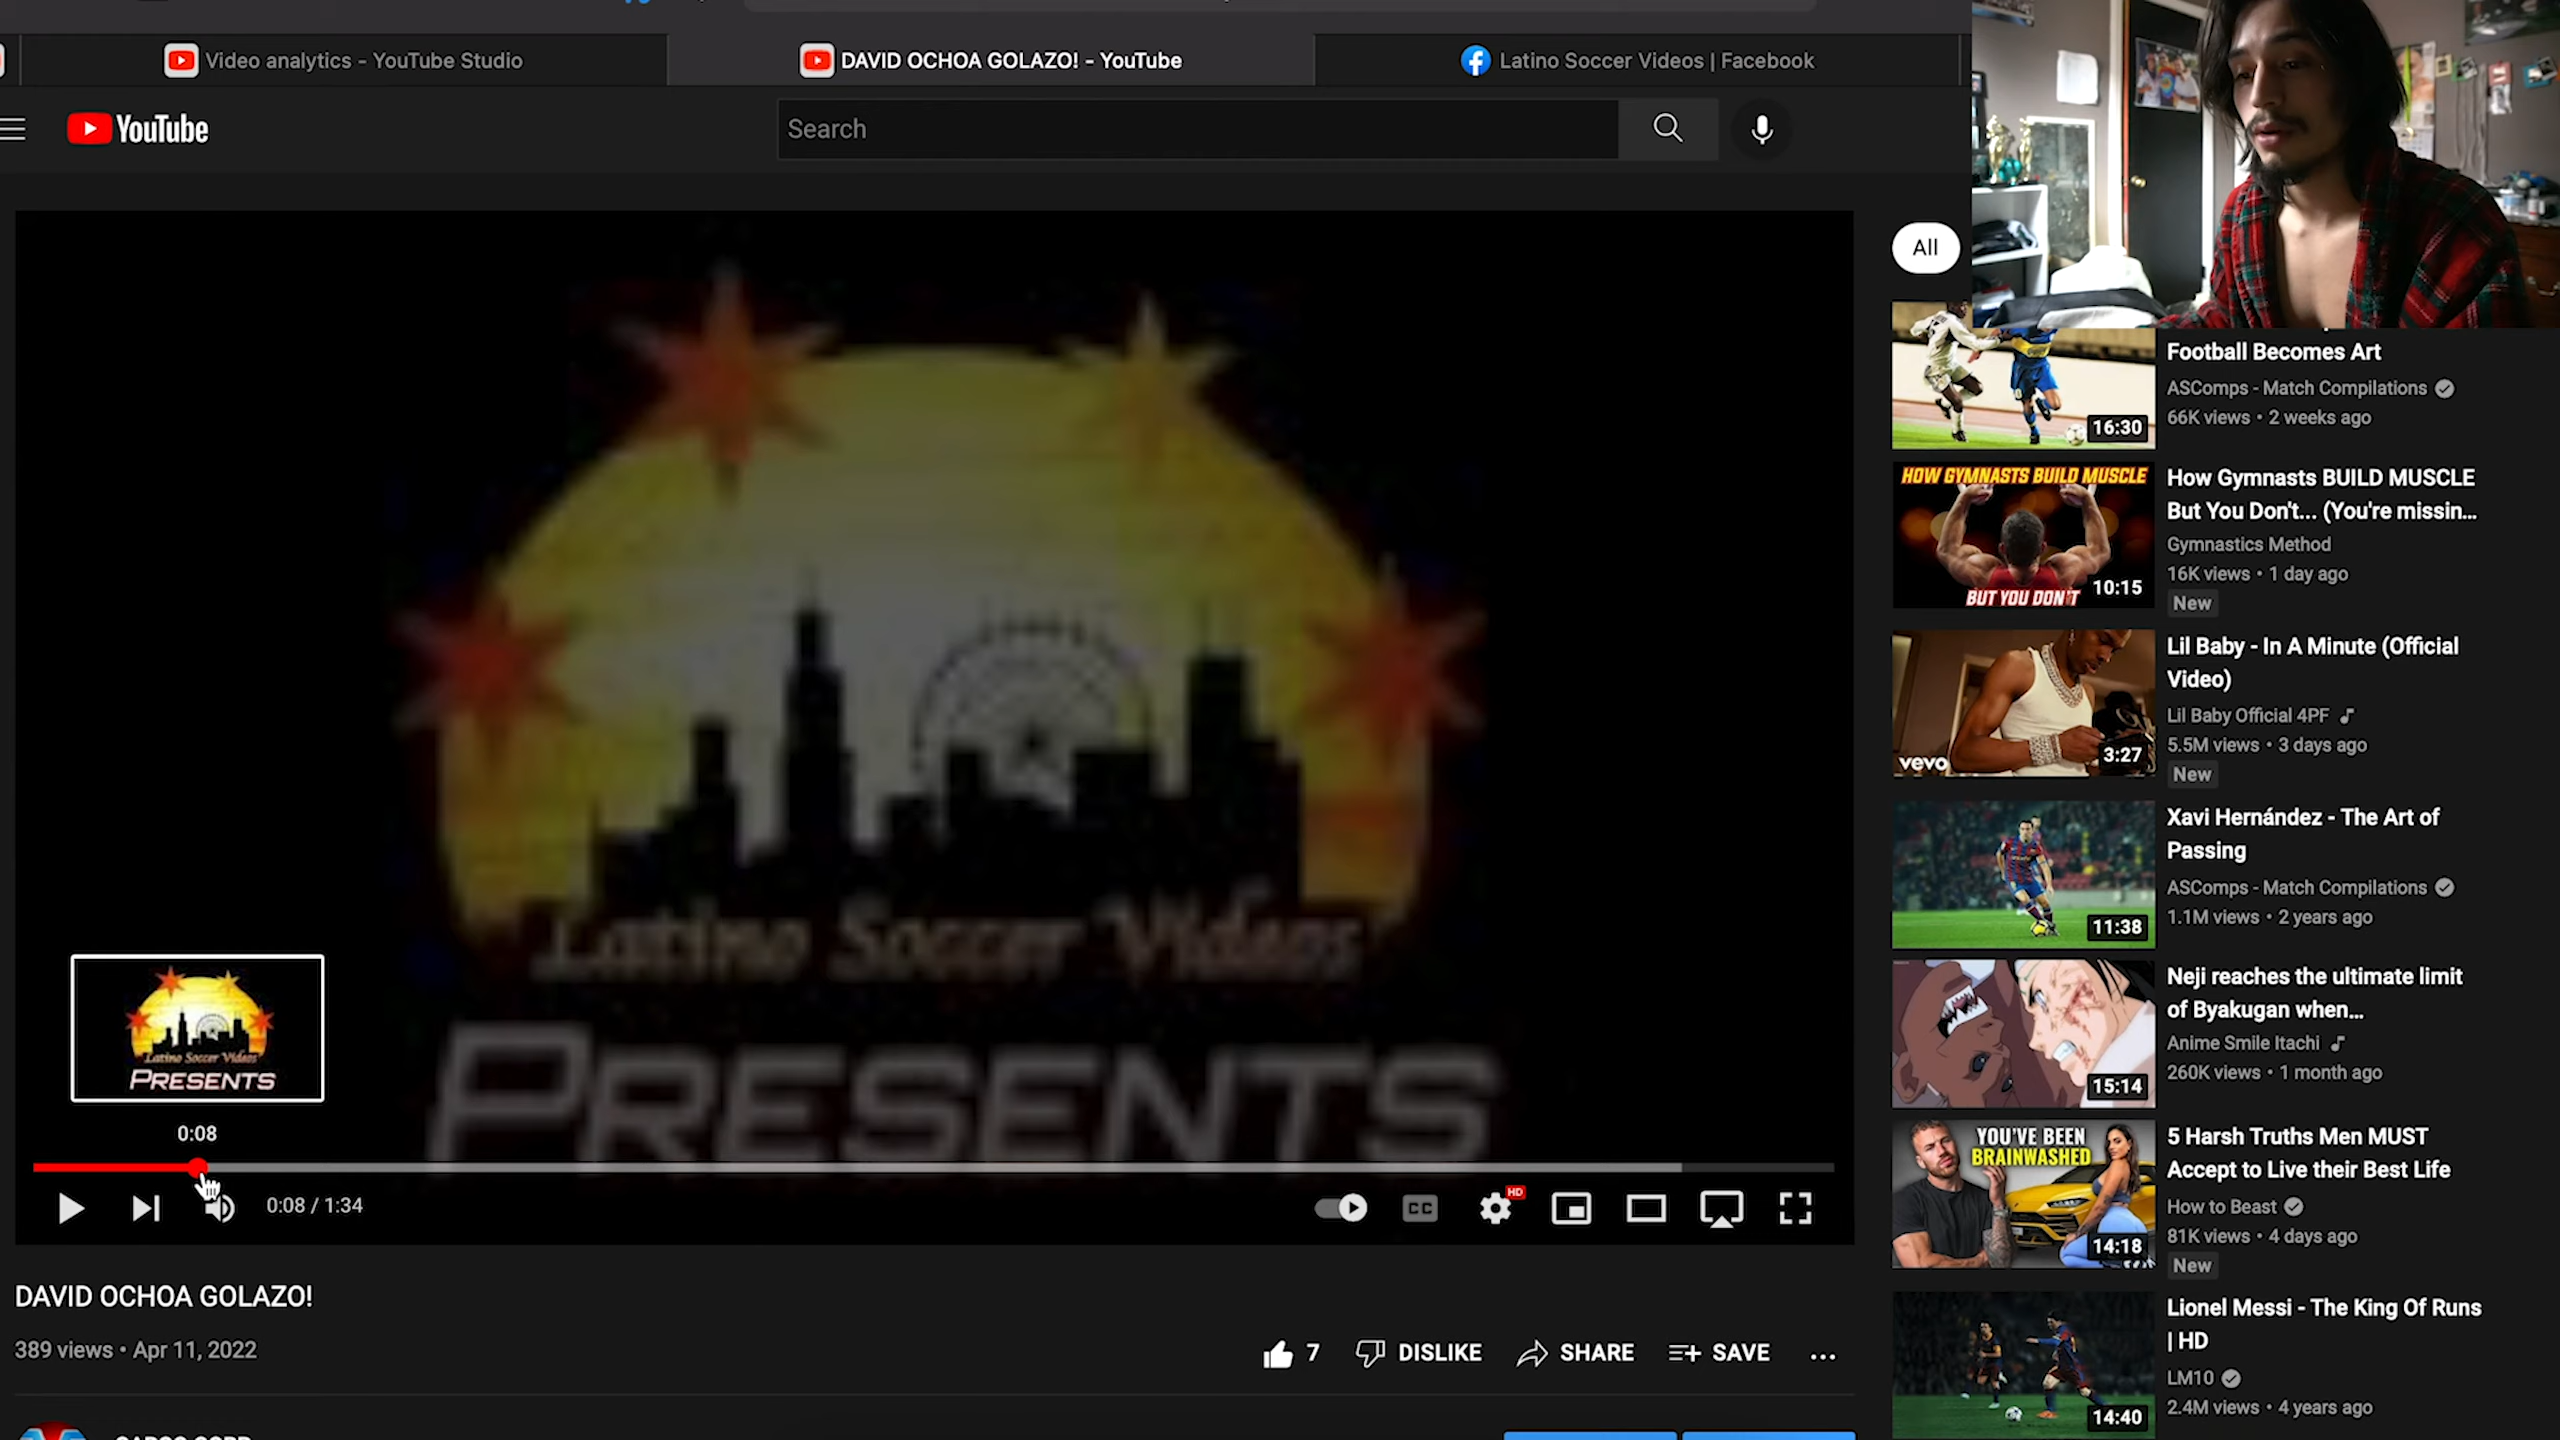 Video analytics - YouTube Studio
DAVID OCHOA GOLAZO! - YouTube
Latino Soccer Videos | Facebook
YouTube
Search
All
Latino Soccer Videos
PRESENTS
Latino Soccer Videos
PRESENTS
0:08
0:08 / 1:34
CC
HD
DAVID OCHOA GOLAZO!
389 views • Apr 11, 2022
7
DISLIKE
SHARE
SAVE
...
16:30
Football Becomes Art
ASComps - Match Compilations
66K views • 2 weeks ago
HOW GYMNASTS BUILD MUSCLE
BUT YOU DON'T
10:15
How Gymnasts BUILD MUSCLE
But You Don't... (You're missin...
Gymnastics Method
16K views • 1 day ago
New
vevo
3:27
Lil Baby - In A Minute (Official
Video)
Lil Baby Official 4PF
5.5M views • 3 days ago
New
11:38
Xavi Hernández - The Art of
Passing
ASComps - Match Compilations
1.1M views • 2 years ago
15:14
Neji reaches the ultimate limit
of Byakugan when...
Anime Smile Itachi
260K views • 1 month ago
YOU'VE BEEN
BRAINWASHED
14:18
5 Harsh Truths Men MUST
Accept to Live their Best Life
How to Beast
81K views • 4 days ago
New
14:40
Lionel Messi - The King Of Runs
| HD
LM10
2.4M views • 4 years ago